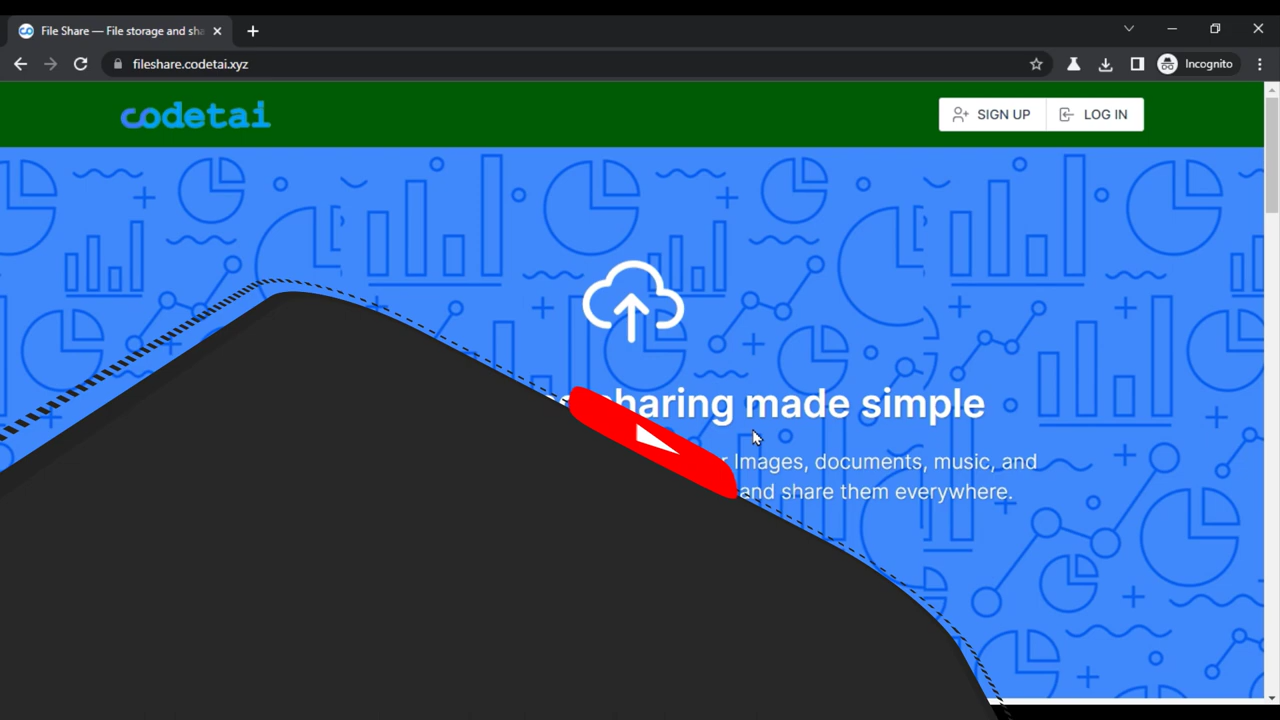 File Share — File storage and sha
fileshare.codetai.xyz
Incognito
codetai
SIGN UP
LOG IN
sharing made simple
Images, documents, music, and
and share them everywhere.